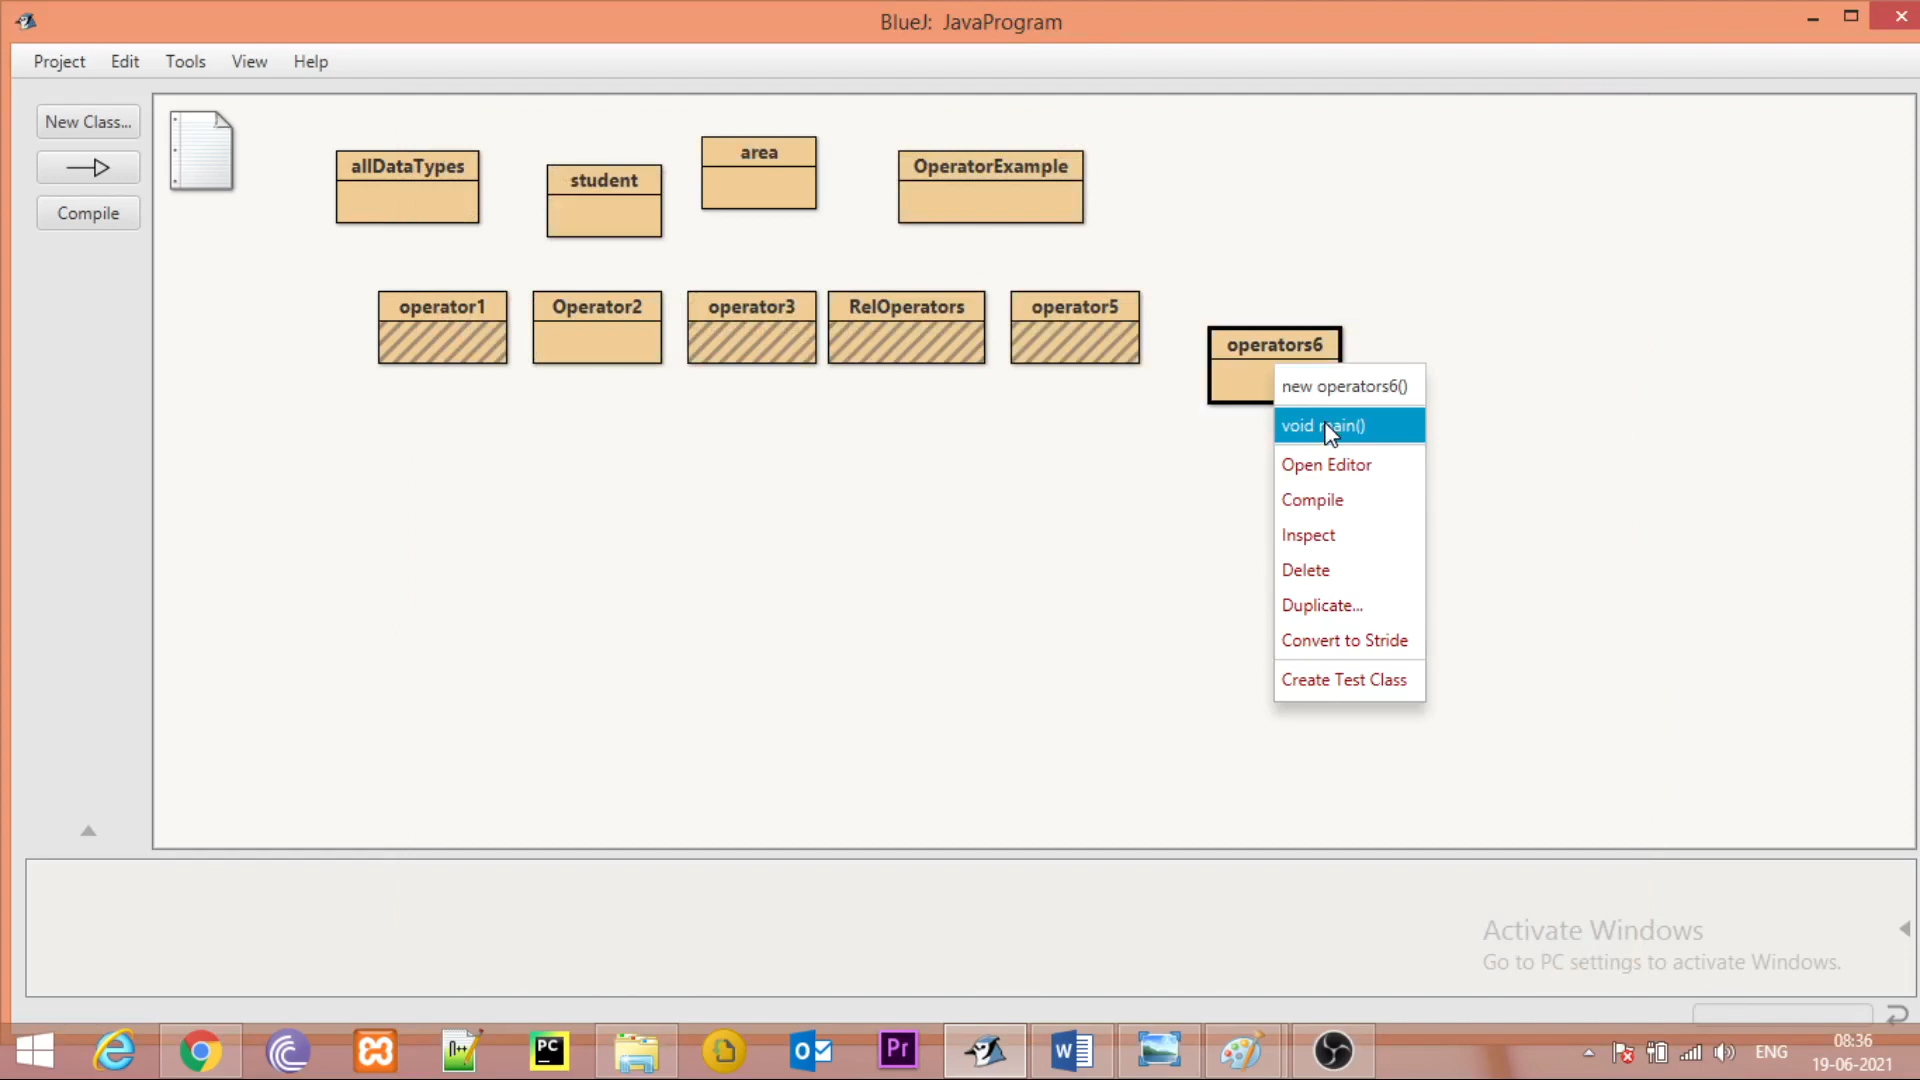 BlueJ: JavaProgram
Project Edit Tools View Help
New Class...
Compile
allDataTypes
student
area
OperatorExample
operator1
Operator2
operator3
RelOperators
operator5
operators6
new operators6()
void main()
Open Editor
Compile
Inspect
Delete
Duplicate...
Convert to Stride
Create Test Class
Activate Windows
Go to PC settings to activate Windows.
N++
PC
O
Pr
W
ENG
08:36
19-06-2021